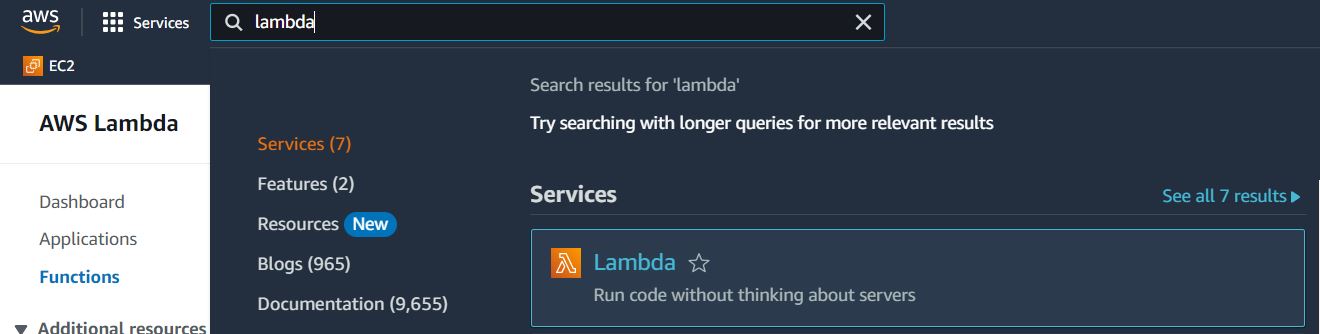 aws
Services
lambda
EC2
AWS Lambda
Dashboard
Applications
Functions
Additional resources
Services (7)
Features (2)
Resources New
Blogs (965)
Documentation (9,655)
Search results for 'lambda'
Try searching with longer queries for more relevant results
Services
See all 7 results
Lambda
Run code without thinking about servers